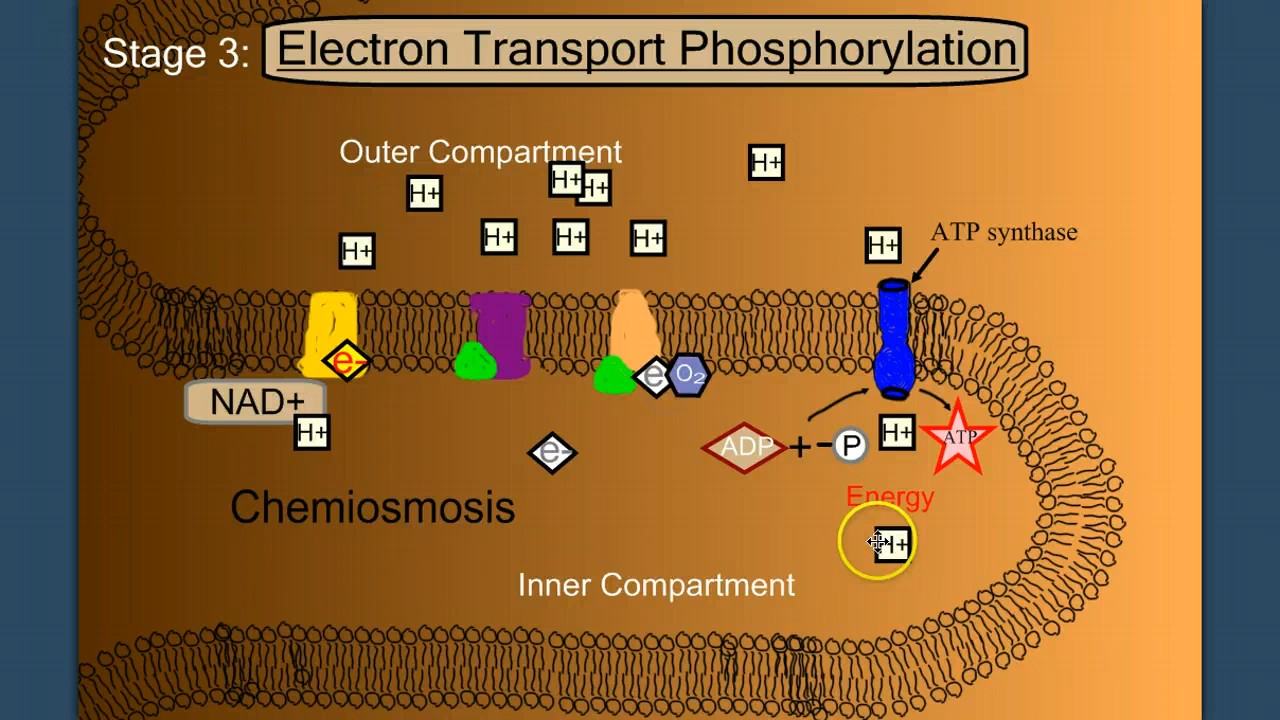 Stage 3: Electron Transport Phosphorylation
Outer Compartment
H+
H+
H+
H+
H+
H+
H+
H+
H+
ATP synthase
e-
e
O2
NAD+
H+
e-
ADP + - P
H+
ATP
Chemiosmosis
Energy
H+
Inner Compartment